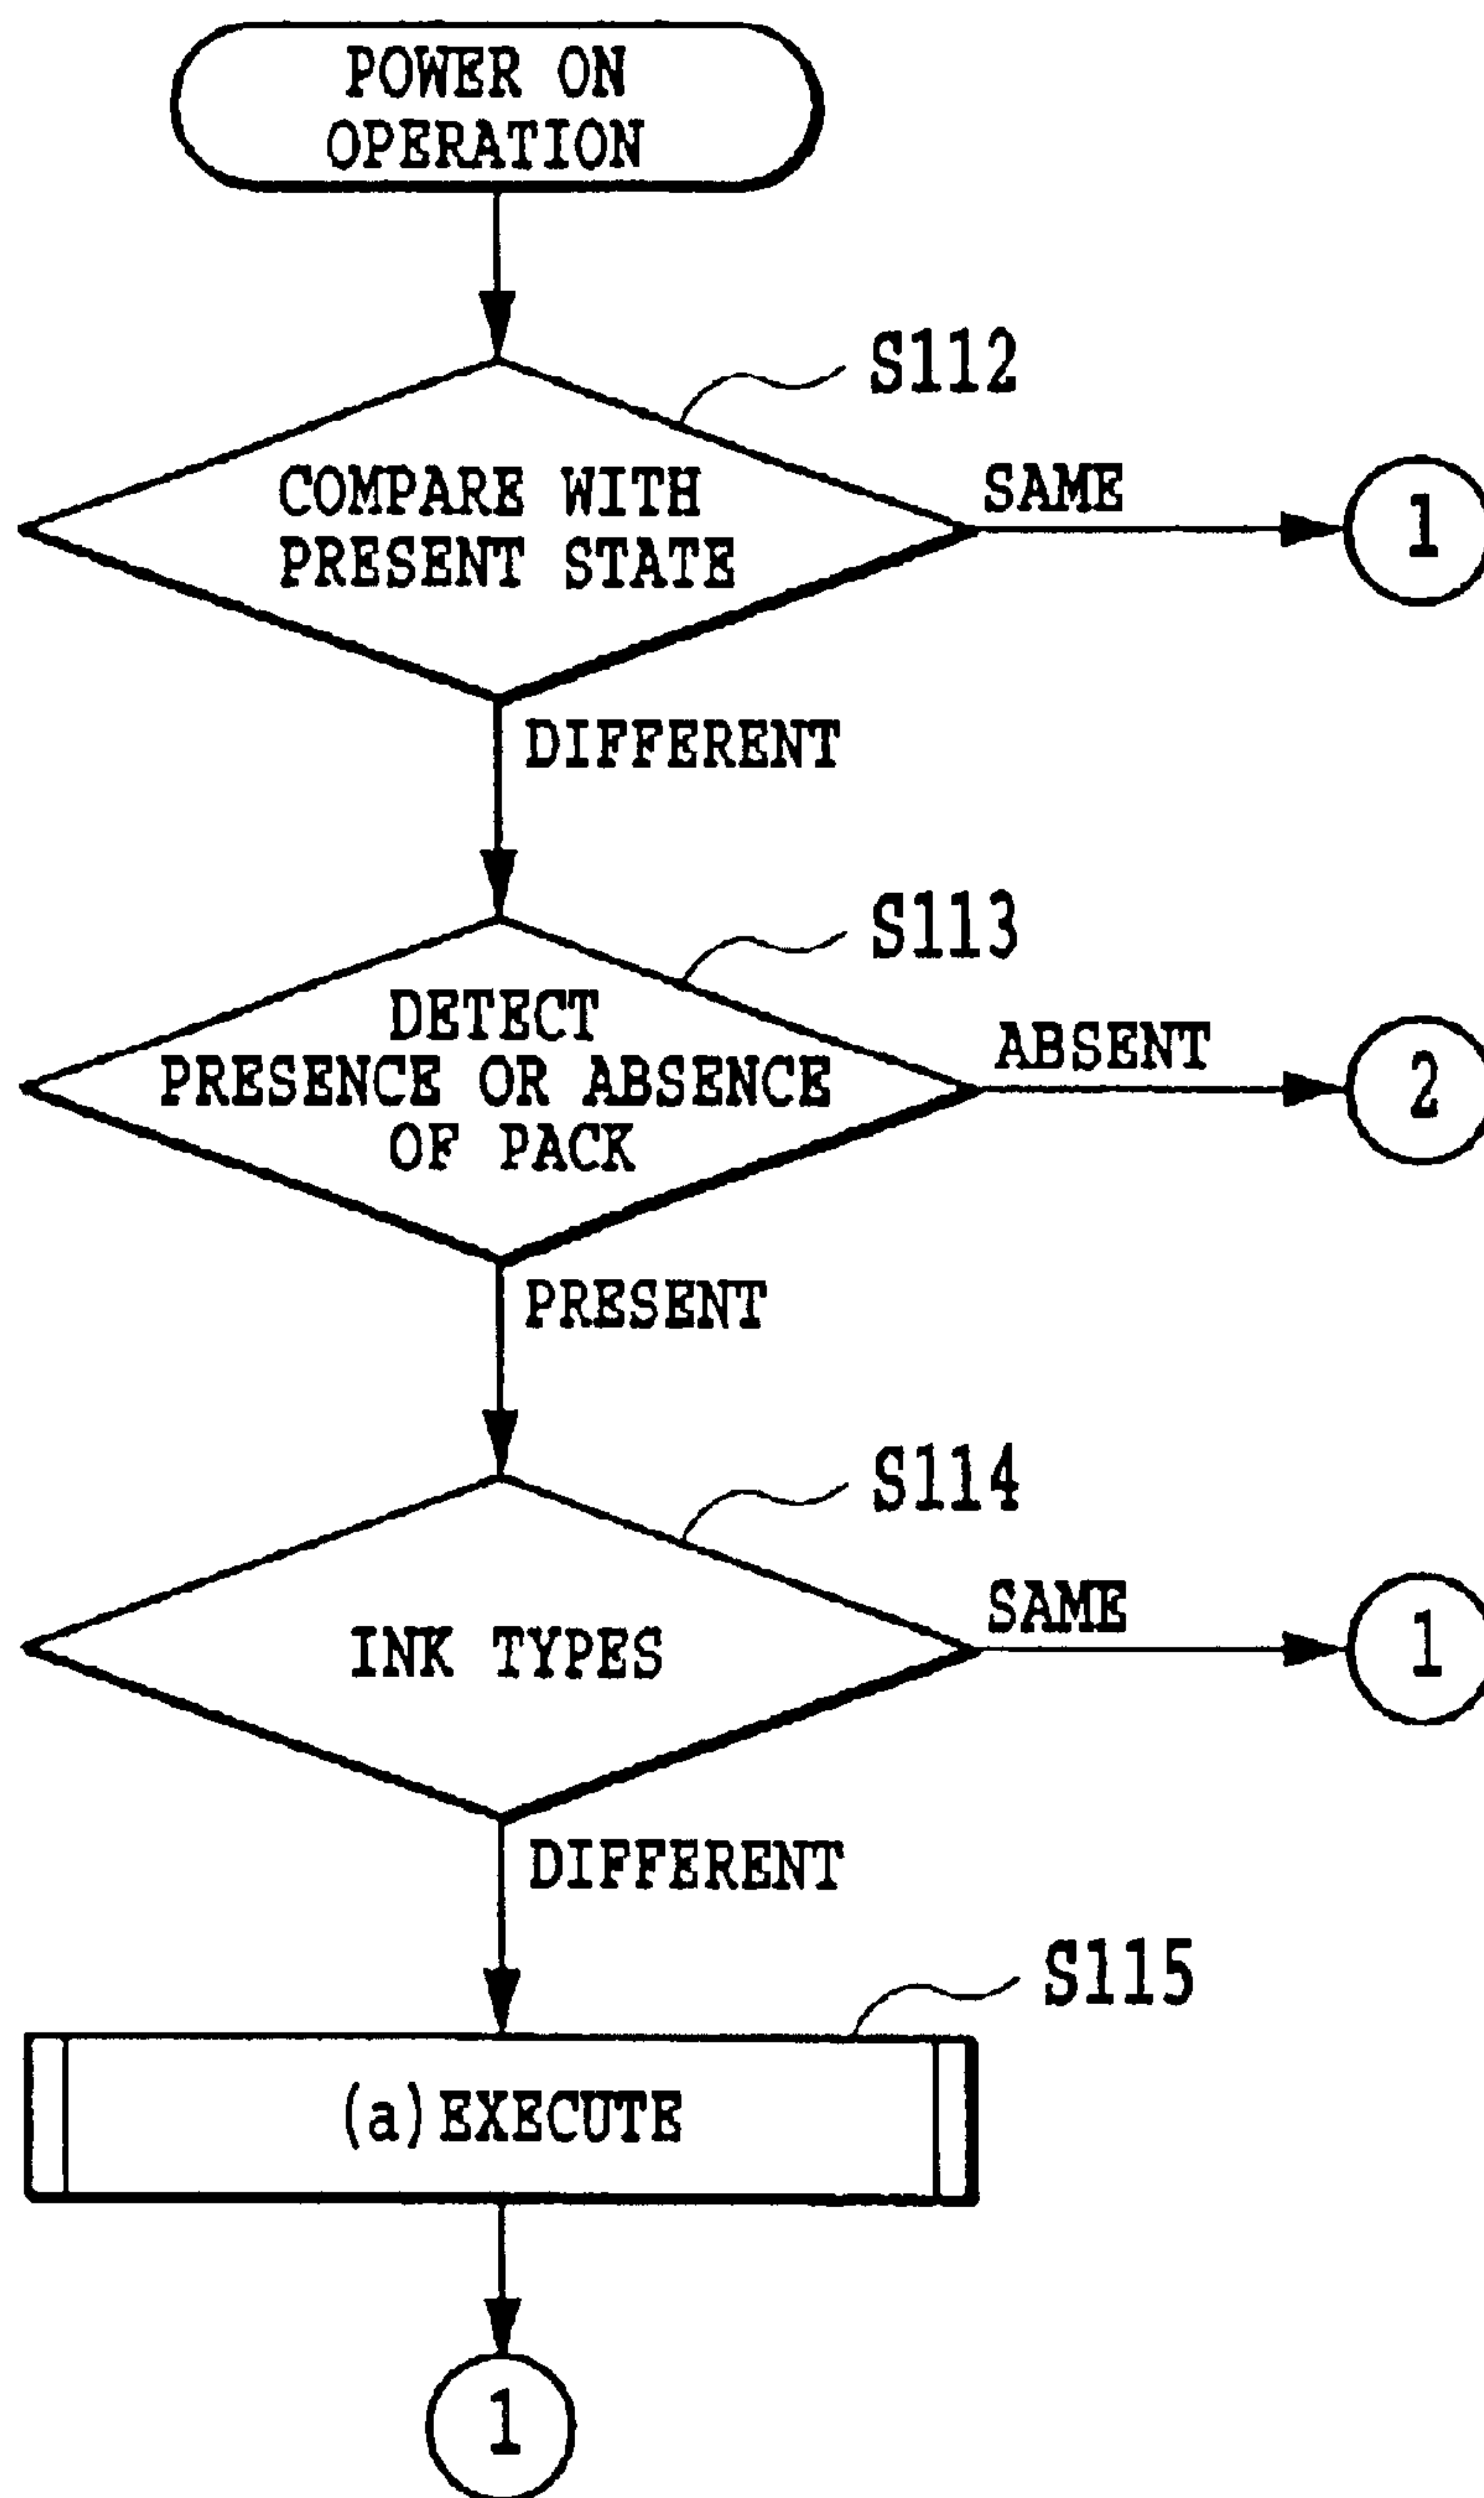 POWER ON
OPERATION
S112
COMPARE WITH
PRESENT STATE
SAME
1
DIFFERENT
S113
DETECT
PRESENCE OR ABSENCE
OF PACK
ABSENT
2
PRESENT
S114
INK TYPES
SAME
1
DIFFERENT
S115
(a)EXECUTE
1